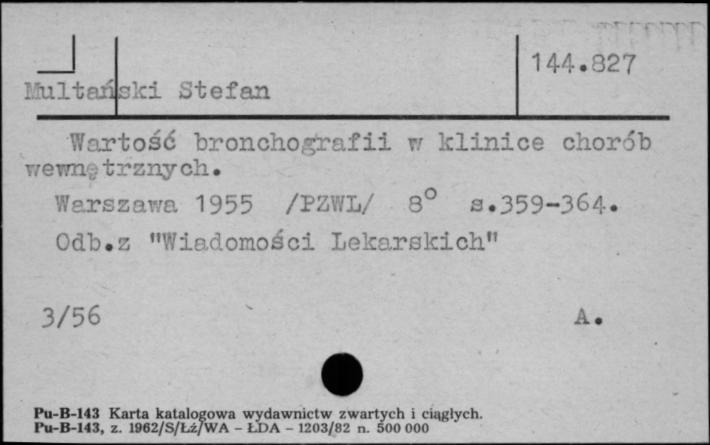 144.827
Multański Stefan
Wartość bronchografii w klinice chorób
wewnętrznych.
Warszawa 1955 /PZWL/ 8° s.359-364.
Odb.z "Wiadomości Lekarskich"
3/56 A.
Pu-B-143 Karta katalogowa wydawnictw zwartych i ciągłych.
Pu-B-143, z. 1962/S/Łź/WA - ŁDA - 1203/82 n. 500 000